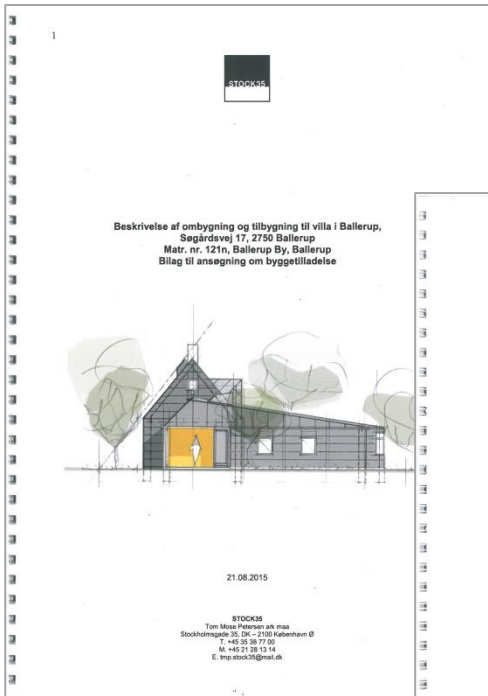 1
STOCK35
Beskrivelse af ombygning og tilbygning til villa i Ballerup,
Søgårdsvej 17, 2750 Ballerup
Matr. nr. 121n, Ballerup By, Ballerup
Bilag til ansøgning om byggetilladelse
21.08.2015
STOCK35
Tom Mose Petersen ark maa
Stockholmsgade 35, DK – 2100 København Ø
T. +45 35 38 77 00
M. +45 21 28 13 14
E. tmp.stock35@mail.dk